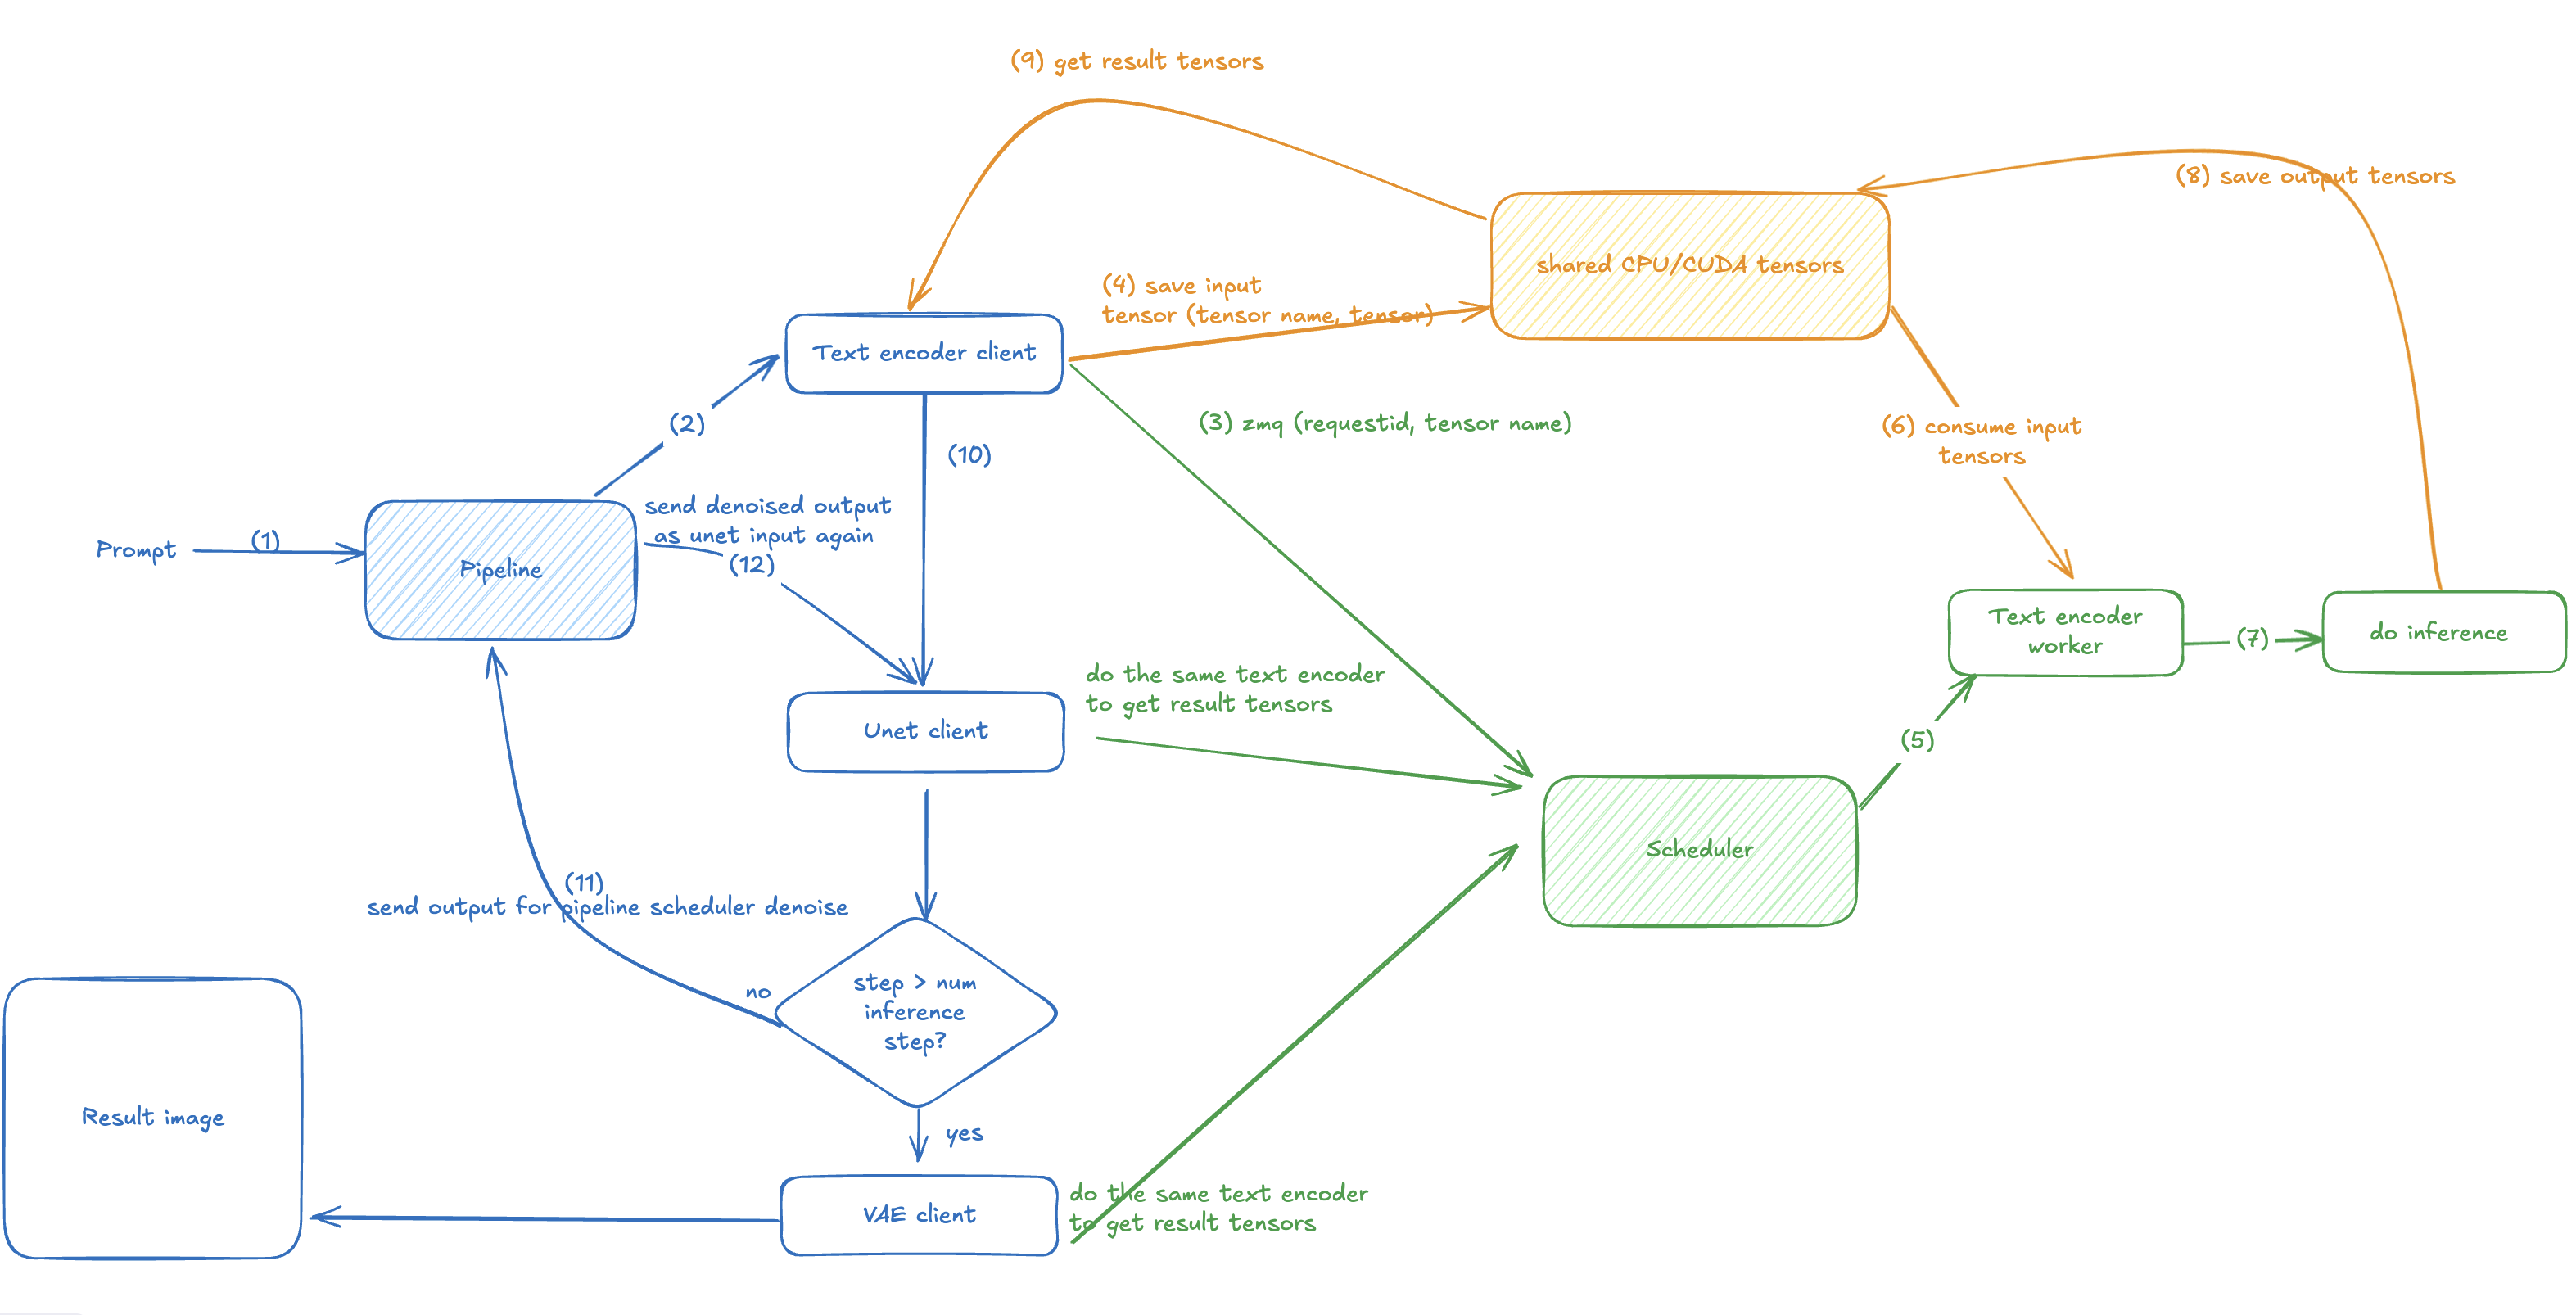 (9) get result tensors
(8) save output tensors
shared CPU/CUDA tensors
(4) save input
tensor (tensor name, tensor)
Text encoder client
(2)
(3) zmq (requestid, tensor name)
(6) consume input
tensors
(10)
send denoised output
as unet input again
(12)
Prompt
(1)
Pipeline
Text encoder
worker
(7)
do inference
do the same text encoder
to get result tensors
Unet client
(5)
Scheduler
(11)
send output for pipeline scheduler denoise
no
step > num
inference
step?
Result image
yes
VAE client
do the same text encoder
to get result tensors